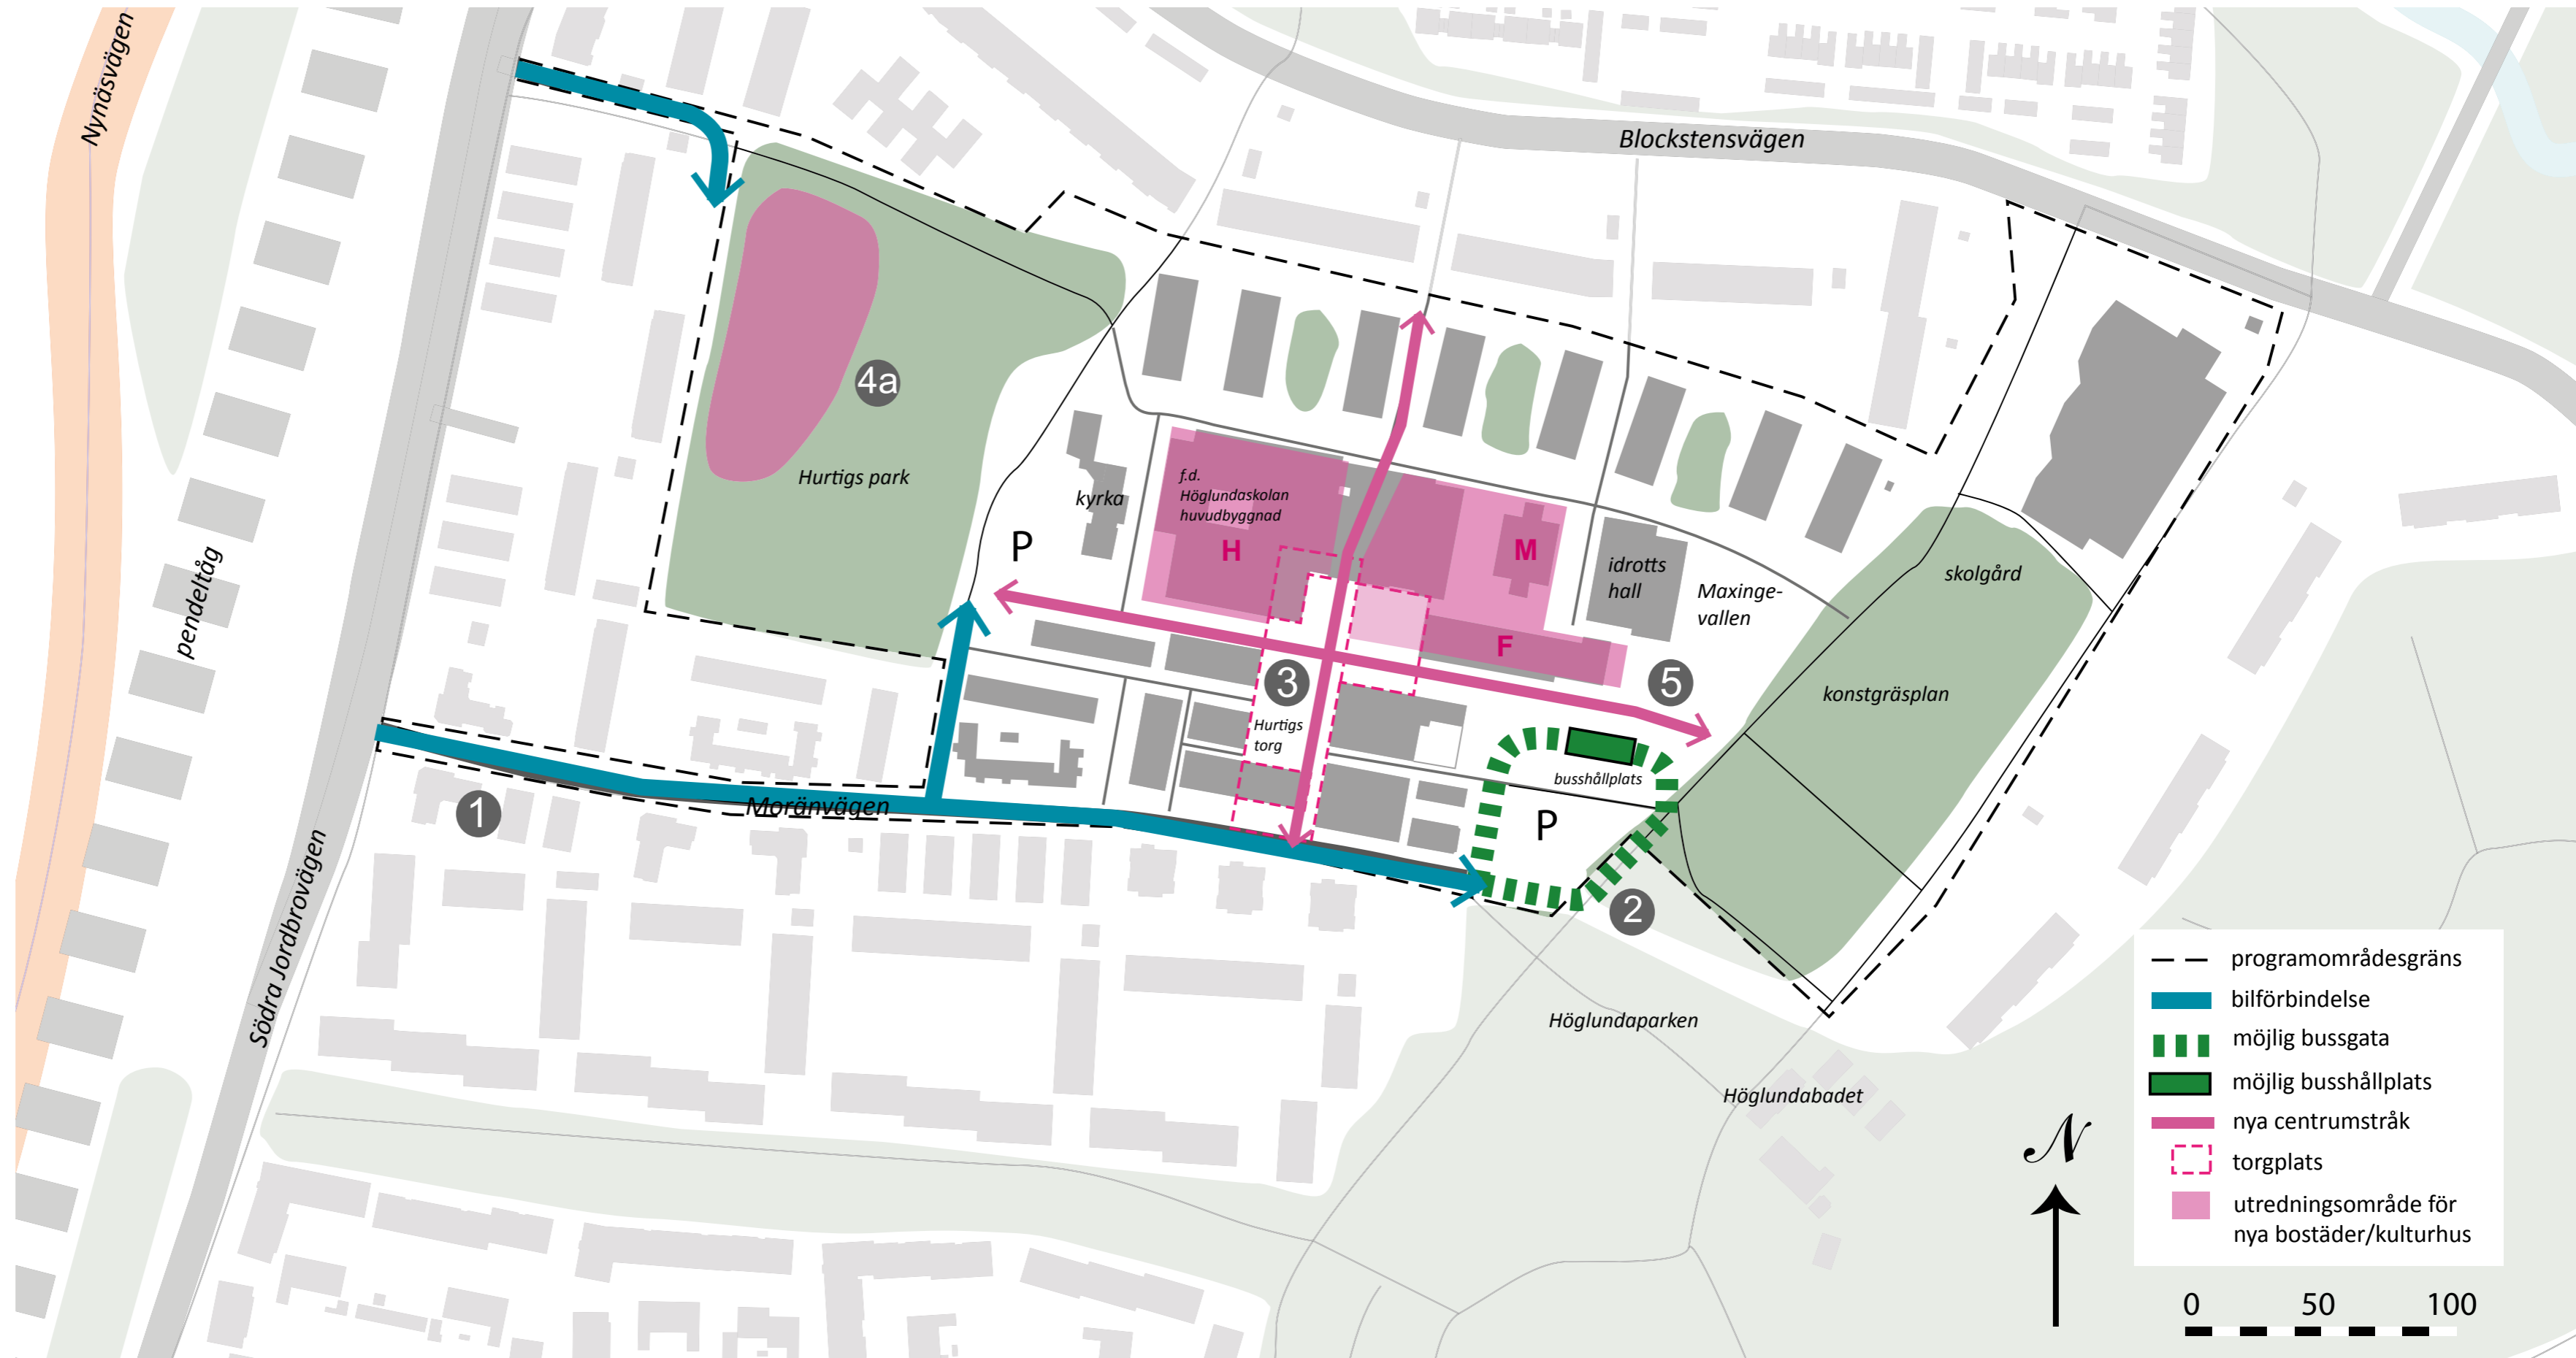 Nynäsvägen
Blockstensvägen
4a
Hurtigs park
kyrka
f.d.
Höglundaskolan
huvudbyggnad
P
H
M
idrotts
hall
Maxinge-
vallen
skolgård
pendeltåg
F
3
5
konstgräsplan
Hurtigs
torg
busshållplats
1
Moränvägen
P
2
Södra Jordbrovägen
Höglundaparken
Höglundabadet
N
programområdesgräns
bilförbindelse
möjlig bussgata
möjlig busshållplats
nya centrumstråk
torgplats
utredningsområde för
nya bostäder/kulturhus
0 50 100